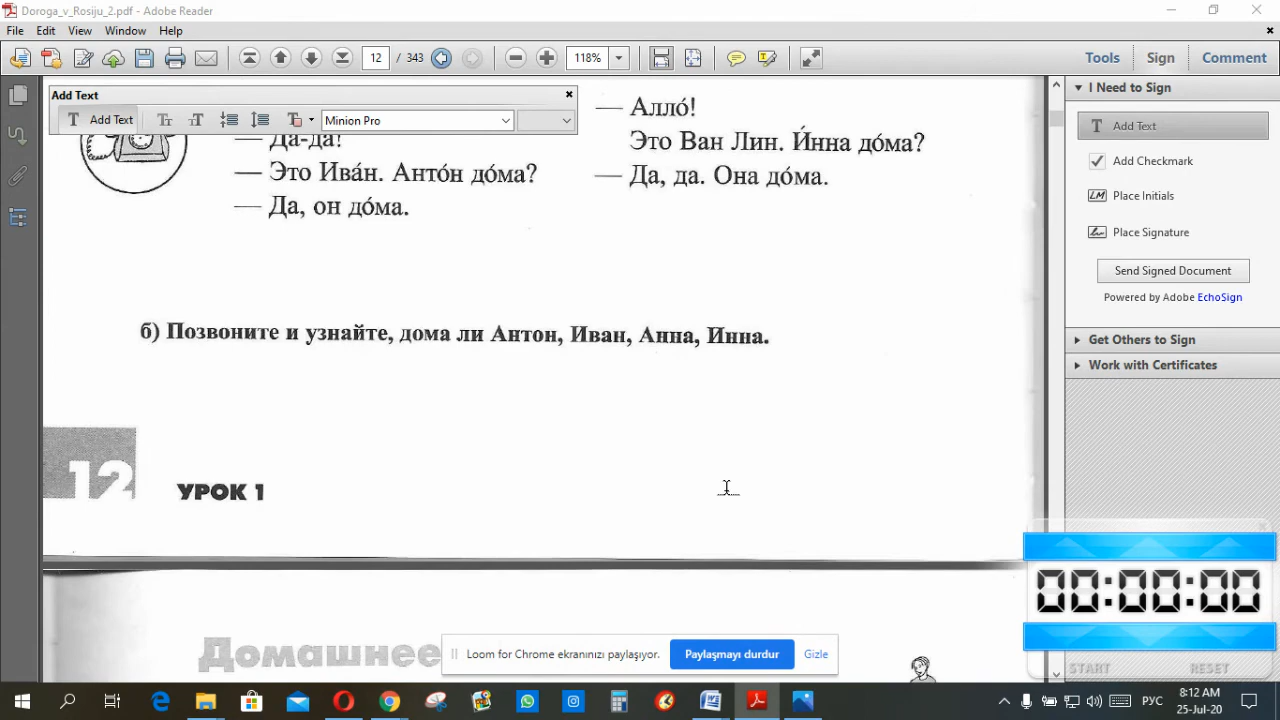 Doroga_v_Rosiju_2.pdf - Adobe Reader
File Edit View Window Help
12 / 343 118% Tools Sign Comment
Add Text
Add Text Minion Pro
— Да-да!
— Это Ива́н. Анто́н до́ма?
— Да, он до́ма.
— Алло́!
Это Ван Лин. И́нна до́ма?
— Да, да. Она до́ма.
б) Позвоните и узнайте, дома ли Антон, Иван, Анна, Инна.
12 УРОК 1
Домашнее
I Need to Sign
Add Text
Add Checkmark
LM Place Initials
Place Signature
Send Signed Document
Powered by Adobe EchoSign
Get Others to Sign
Work with Certificates
00:00:00
START RESET
Loom for Chrome ekranınızı paylaşıyor. Paylaşmayı durdur Gizle
РУС 8:12 AM
25-Jul-20